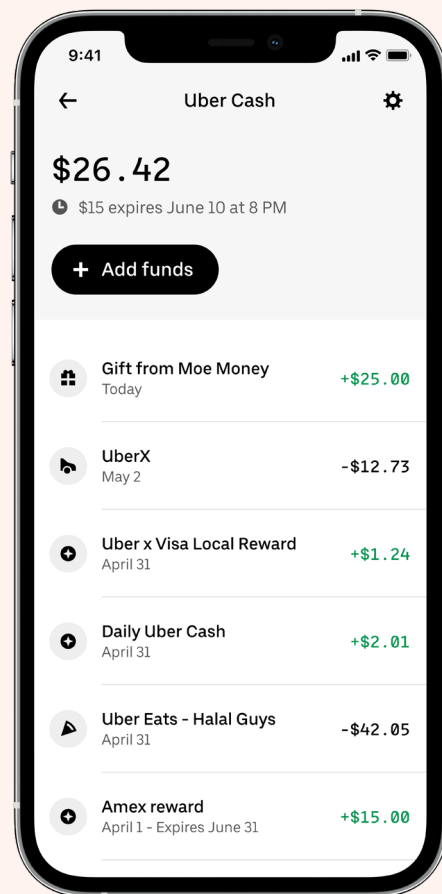 9:41
Uber Cash
$26.42
$15 expires June 10 at 8 PM
+ Add funds
Gift from Moe Money
Today
+$25.00
UberX
May 2
-$12.73
Uber x Visa Local Reward
April 31
+$1.24
Daily Uber Cash
April 31
+$2.01
Uber Eats - Halal Guys
April 31
-$42.05
Amex reward
April 1 - Expires June 31
+$15.00